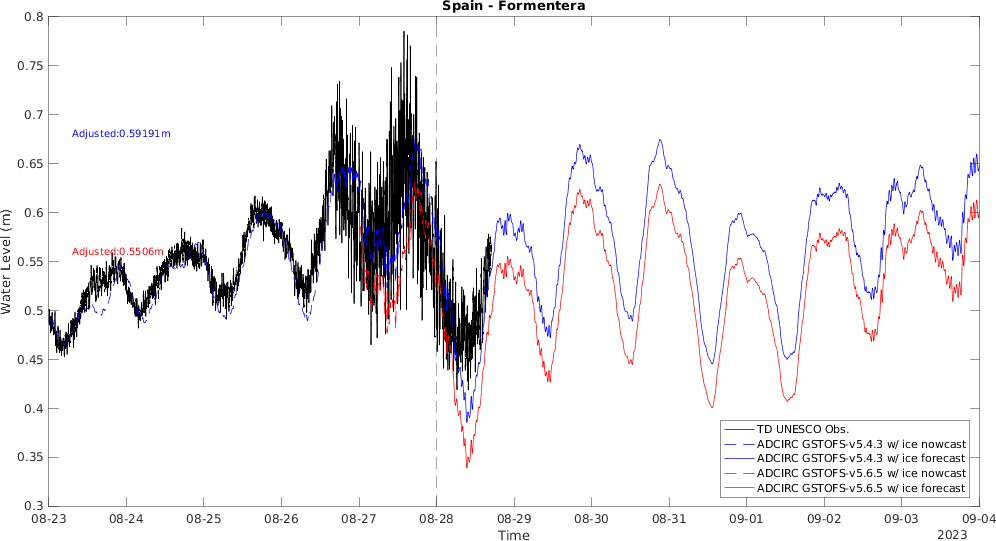 Spain - Formentera
0.8
0.75
0.7
0.65
0.6
0.55
0.5
0.45
0.4
0.35
0.3
Water Level (m)
Adjusted:0.59191m
Adjusted:0.5506m
TD UNESCO Obs.
ADCIRC GSTOFS-v5.4.3 w/ ice nowcast
ADCIRC GSTOFS-v5.4.3 w/ ice forecast
ADCIRC GSTOFS-v5.6.5 w/ ice nowcast
ADCIRC GSTOFS-v5.6.5 w/ ice forecast
08-23 08-24 08-25 08-26 08-27 08-28 08-29 08-30 08-31 09-01 09-02 09-03 09-04
Time
2023